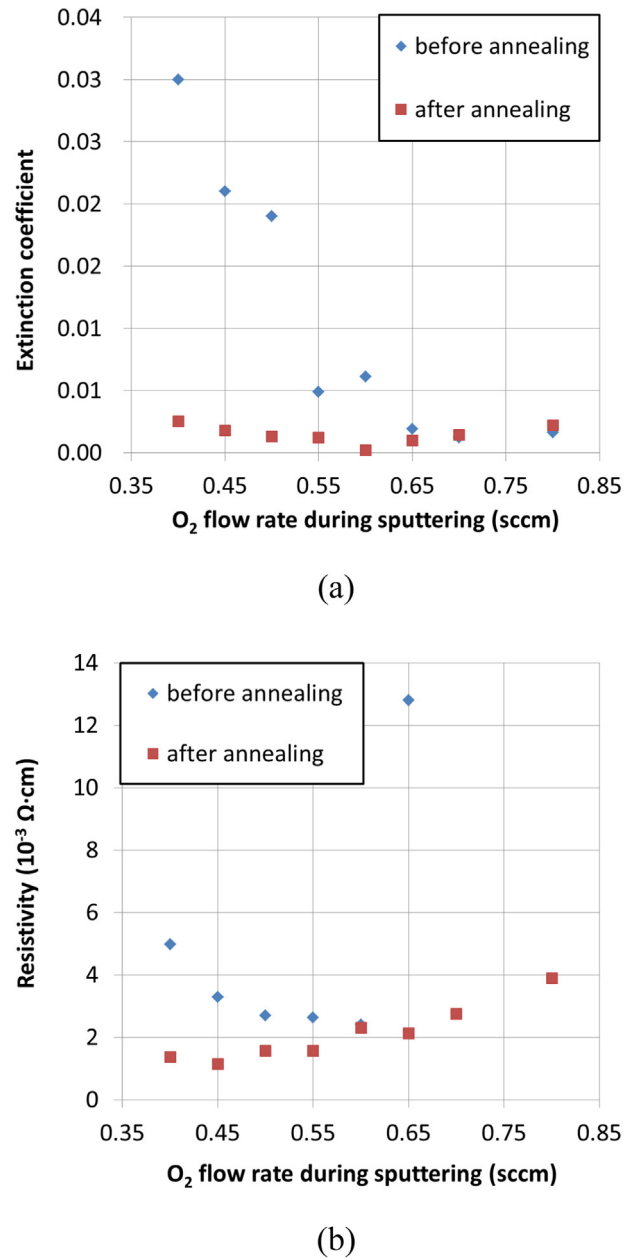 0.04
0.03
0.03
0.02
0.02
0.01
0.01
0.00
Extinction coefficient
before annealing
after annealing
0.35 0.45 0.55 0.65 0.75 0.85
O₂ flow rate during sputtering (sccm)
(a)
14
12
10
8
6
4
2
0
Resistivity (10⁻³ Ω·cm)
before annealing
after annealing
0.35 0.45 0.55 0.65 0.75 0.85
O₂ flow rate during sputtering (sccm)
(b)